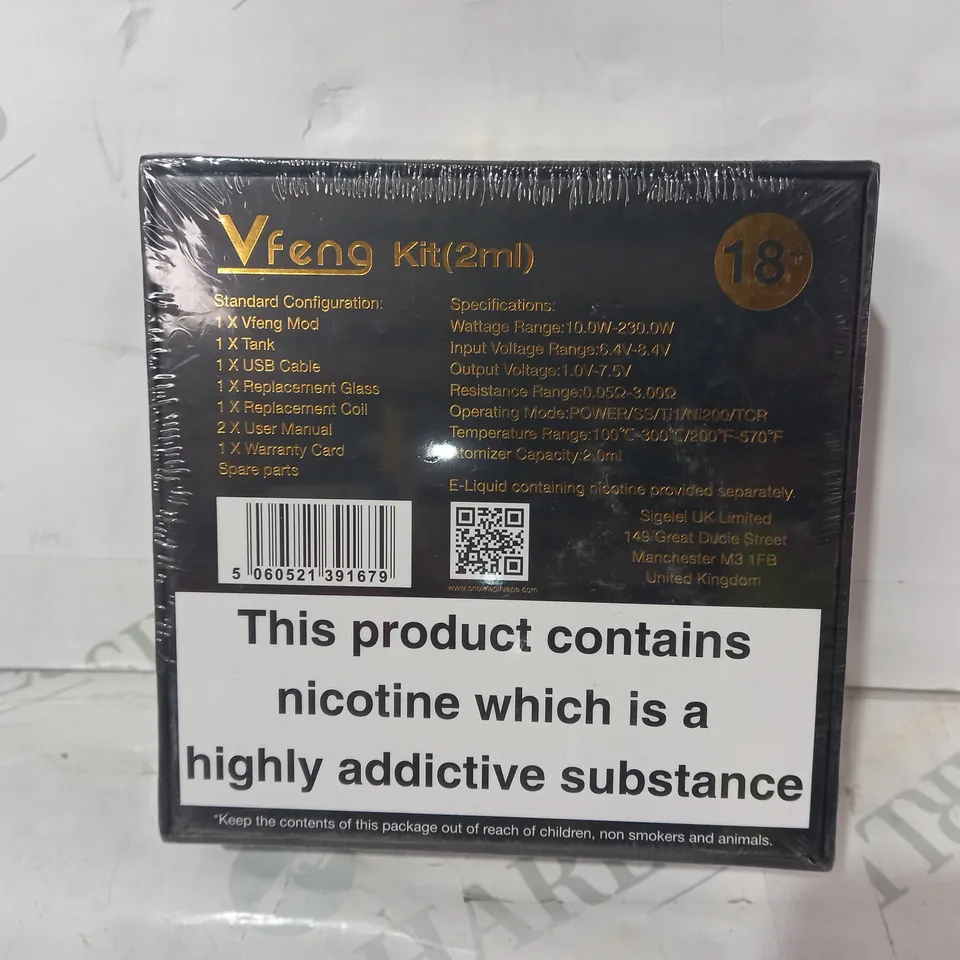 Vfeng Kit(2ml)
18+
Standard Configuration:
1 X Vfeng Mod
1 X Tank
1 X USB Cable
1 X Replacement Glass
1 X Replacement Coil
2 X User Manual
1 X Warranty Card
Spare parts
Specifications:
Wattage Range:10.0W-230.0W
Input Voltage Range:6.4V-8.4V
Output Voltage:1.0V-7.5V
Resistance Range:0.05Ω-3.00Ω
Operating Mode:POWER/SS/Ti1/Ni200/TCR
Temperature Range:100℃-300℃/200℉-570℉
Atomizer Capacity:2.0ml
E-Liquid containing nicotine provided separately.
5 060521 391679
Sigelei UK Limited
149 Great Ducie Street
Manchester M3 1FB
United Kingdom
This product contains
nicotine which is a
highly addictive substance
*Keep the contents of this package out of reach of children, non smokers and animals.